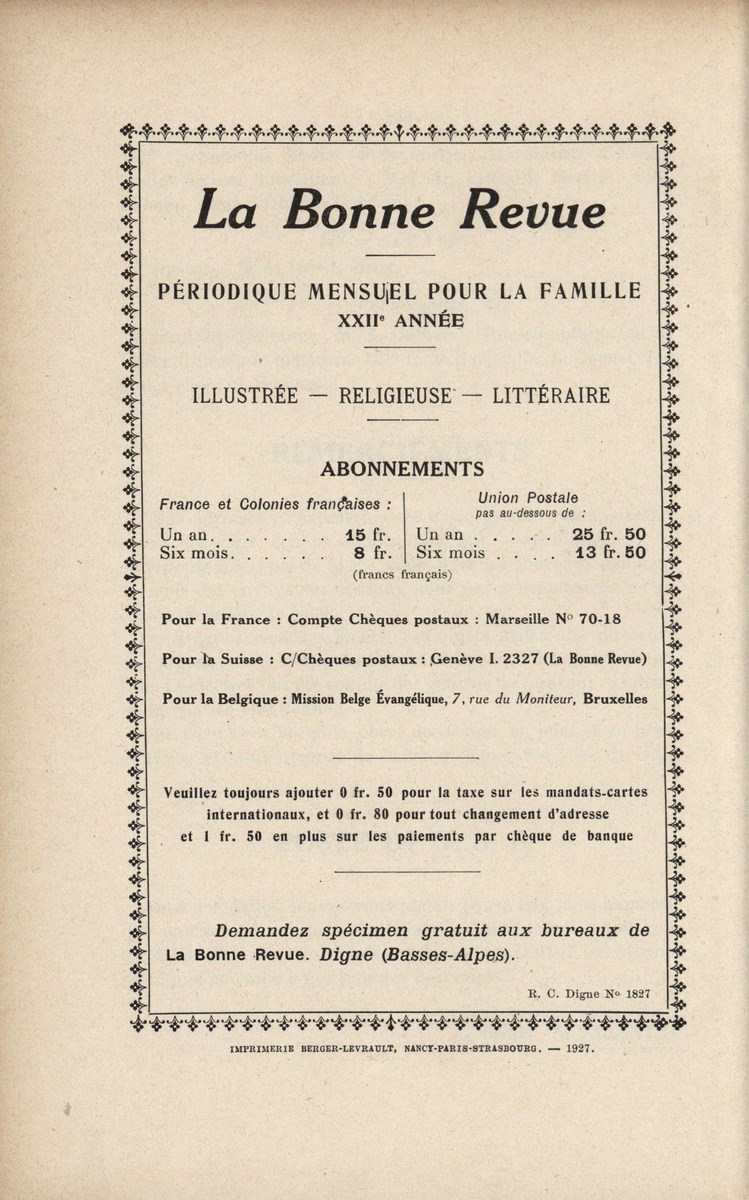 La Bonne Revue
PÉRIODIQUE MENSUEL POUR LA FAMILLE
XXIIe ANNÉE
ILLUSTRÉE — RELIGIEUSE — LITTÉRAIRE
ABONNEMENTS
France et Colonies françaises :
Un an. . . . . . . 15 fr.
Six mois. . . . . . 8 fr.
Union Postale
pas au-dessous de :
Un an . . . . . 25 fr. 50
Six mois . . . . 13 fr. 50
(francs français)
Pour la France : Compte Chèques postaux : Marseille No 70-18
Pour la Suisse : C/Chèques postaux : Genève I. 2327 (La Bonne Revue)
Pour la Belgique : Mission Belge Évangélique, 7, rue du Moniteur, Bruxelles
Veuillez toujours ajouter 0 fr. 50 pour la taxe sur les mandats-cartes
internationaux, et 0 fr. 80 pour tout changement d'adresse
et 1 fr. 50 en plus sur les paiements par chèque de banque
Demandez spécimen gratuit aux bureaux de
La Bonne Revue. Digne (Basses-Alpes).
R. C. Digne No 1827
IMPRIMERIE BERGER-LEVRAULT, NANCY-PARIS-STRASBOURG. — 1927.